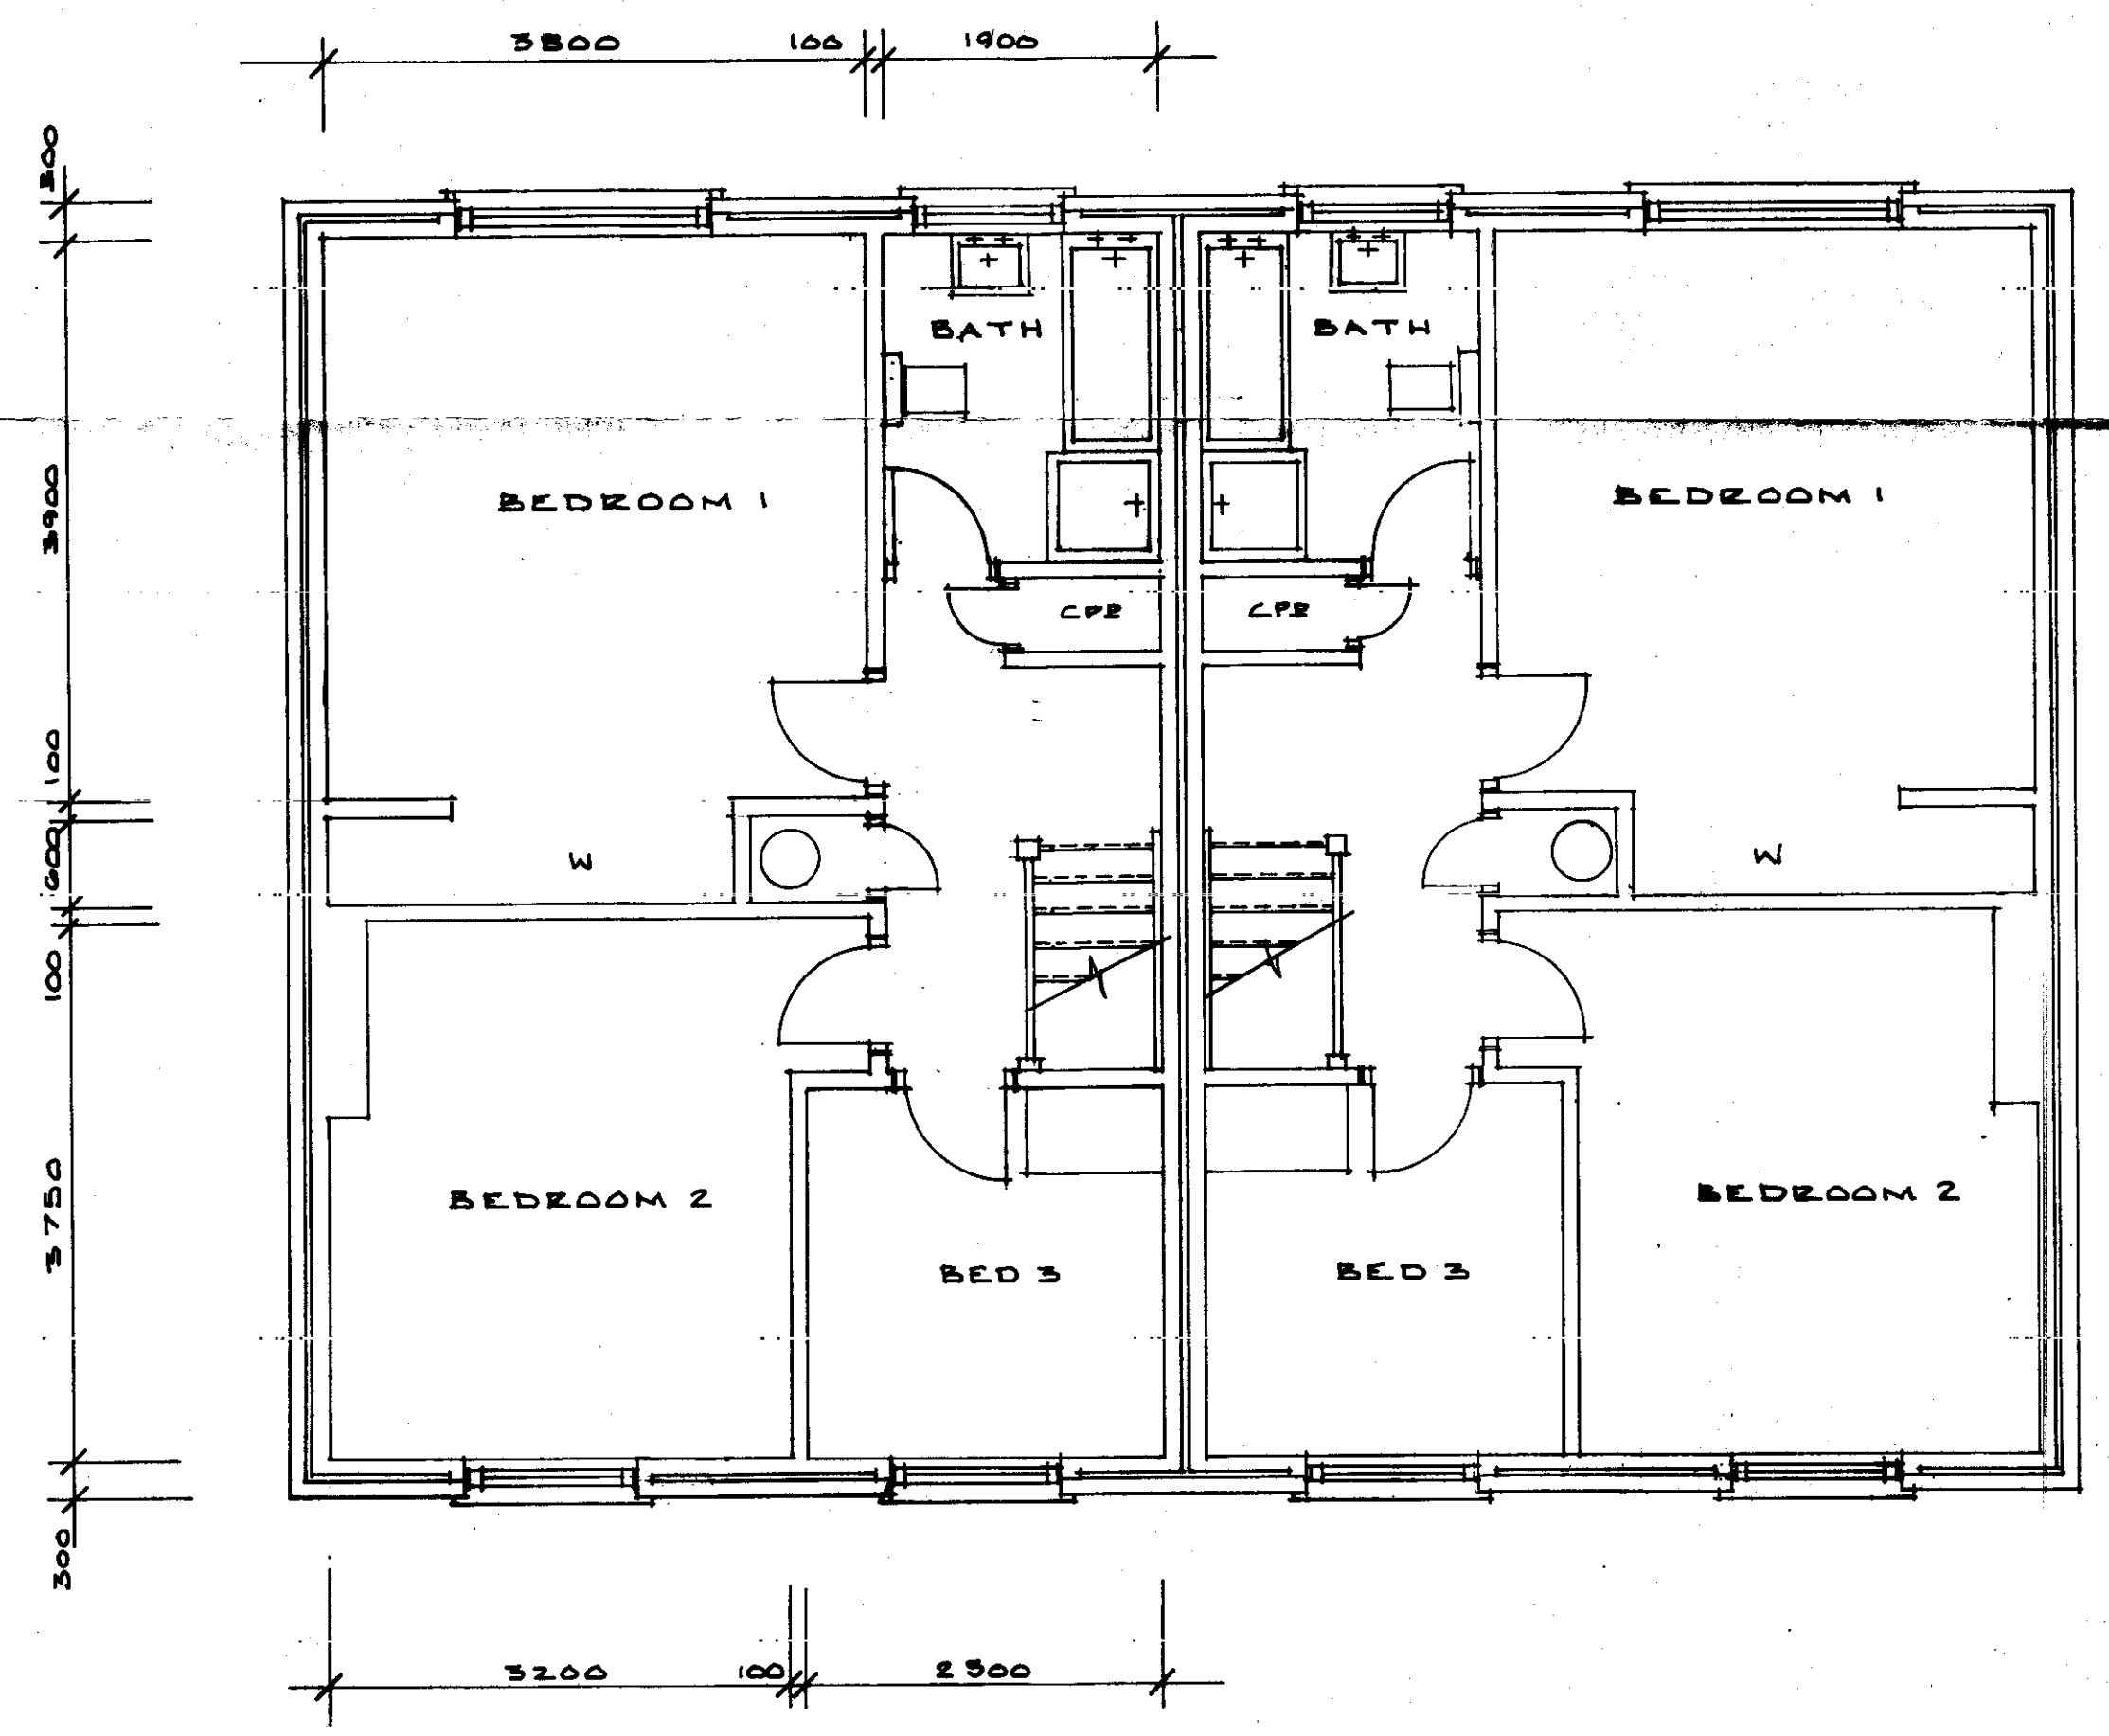 3800 100 1900
300
BATH BATH
3900
BEDROOM 1 BEDROOM 1
CPB CPB
100
600
W W
100
3750
BEDROOM 2 BEDROOM 2
BED 3 BED 3
300
3200 100 2500